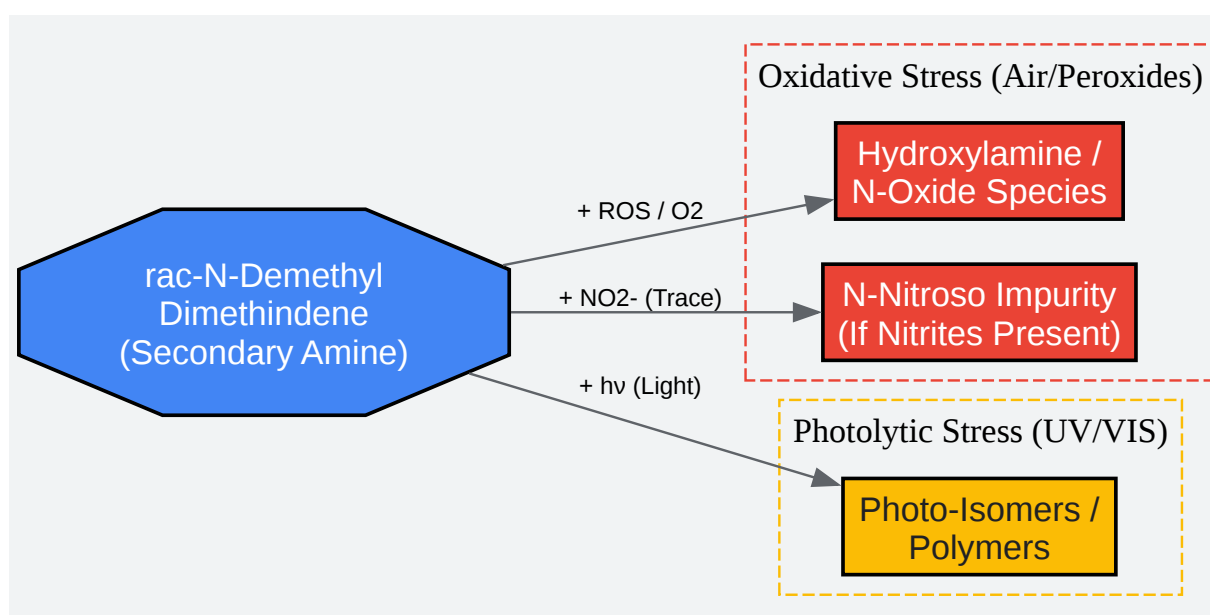 Oxidative Stress (Air/Peroxides)
Hydroxylamine /
N-Oxide Species
+ ROS / O2
rac-N-Demethyl
Dimethindene
(Secondary Amine)
+ NO2- (Trace)
N-Nitroso Impurity
(If Nitrites Present)
+ hν (Light)
Photolytic Stress (UV/VIS)
Photo-Isomers /
Polymers